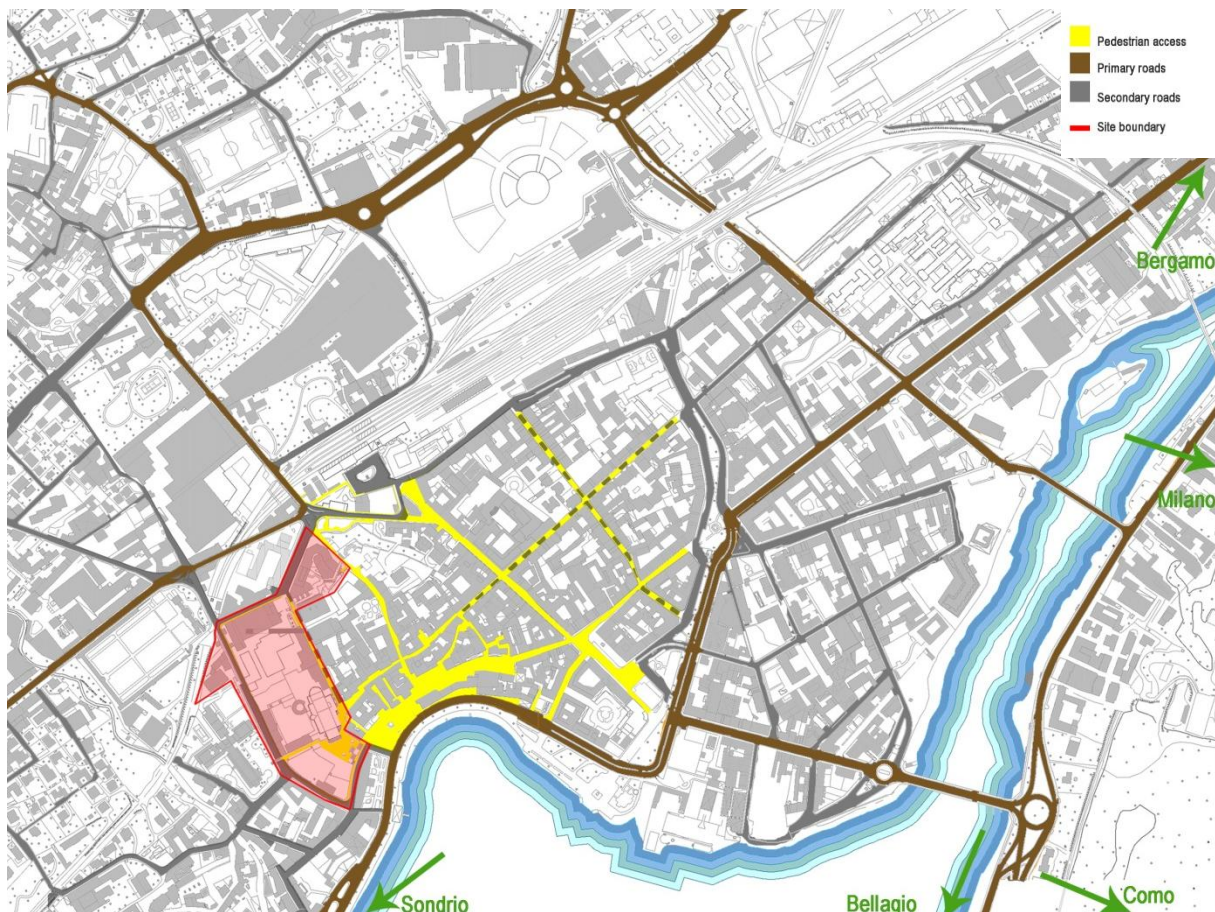 Pedestrian access
Primary roads
Secondary roads
Site boundary
Bergamo
Milano
Sondrio
Bellagio
Como